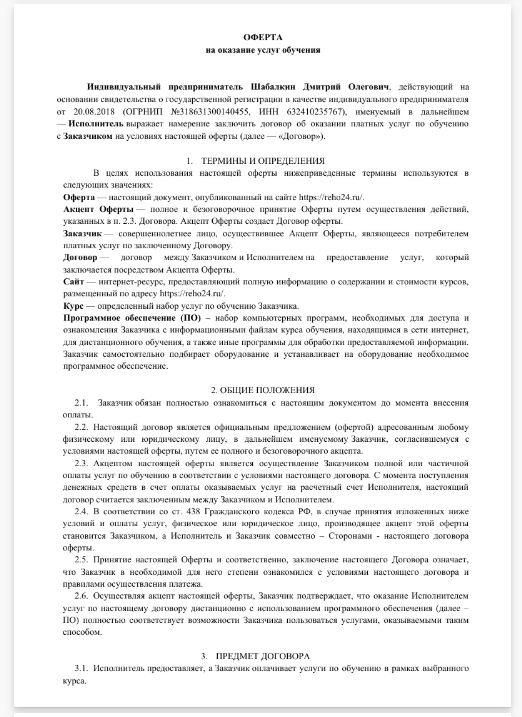 ОФЕРТА
на оказание услуг обучения
Индивидуальный предприниматель Шабалкин Дмитрий Олегович, действующий на
основании свидетельства о государственной регистрации в качестве индивидуального предпринимателя
от 20.08.2018 (ОГРНИП №318631300140455, ИНН 632410235767), именуемый в дальнейшем
— Исполнитель выражает намерение заключить договор об оказании платных услуг по обучению
с Заказчиком на условиях настоящей оферты (далее — «Договор»).
1. ТЕРМИНЫ И ОПРЕДЕЛЕНИЯ
В целях использования настоящей оферты нижеприведенные термины используются в
следующих значениях:
Оферта — настоящий документ, опубликованный на сайте https://reho24.ru/.
Акцепт Оферты — полное и безоговорочное принятие Оферты путем осуществления действий,
указанных в п. 2.3. Договора. Акцепт Оферты создает Договор оферты.
Заказчик — совершеннолетнее лицо, осуществившее Акцепт Оферты, являющееся потребителем
платных услуг по заключенному Договору.
Договор — договор между Заказчиком и Исполнителем на предоставление услуг, который
заключается посредством Акцепта Оферты.
Сайт — интернет-ресурс, предоставляющий полную информацию о содержании и стоимости курсов,
размещенный по адресу https://reho24.ru/.
Курс — определенный набор услуг по обучению Заказчика.
Программное обеспечение (ПО) – набор компьютерных программ, необходимых для доступа и
ознакомления Заказчика с информационными файлам курса обучения, находящимся в сети интернет,
для дистанционного обучения, а также иные программы для обработки предоставляемой информации.
Заказчик самостоятельно подбирает оборудование и устанавливает на оборудование необходимое
программное обеспечение.
2. ОБЩИЕ ПОЛОЖЕНИЯ
2.1. Заказчик обязан полностью ознакомиться с настоящим документом до момента внесения
оплаты.
2.2. Настоящий договор является официальным предложением (офертой) адресованным любому
физическому или юридическому лицу, в дальнейшем именуемому Заказчик, согласившемуся с
условиями настоящей оферты, путем ее полного и безоговорочного акцепта.
2.3. Акцептом настоящей оферты является осуществление Заказчиком полной или частичной
оплаты услуг по обучению в соответствие с условиями настоящего договора. С момента поступления
денежных средств в счет оплаты оказываемых услуг на расчетный счет Исполнителя, настоящий
договор считается заключенным между Заказчиком и Исполнителем.
2.4. В соответствии со ст. 438 Гражданского кодекса РФ, в случае принятия изложенных ниже
условий и оплаты услуг, физическое или юридическое лицо, производящее акцепт этой оферты
становится Заказчиком, а Исполнитель и Заказчик совместно – Сторонами - настоящего договора
оферты.
2.5. Принятие настоящей Оферты и соответственно, заключение настоящего Договора означает,
что Заказчик в необходимой для него степени ознакомился с условиями настоящего договора и
правилами осуществления платежа.
2.6. Осуществляя акцепт настоящей оферты, Заказчик подтверждает, что оказание Исполнителем
услуг по настоящему договору дистанционно с использованием программного обеспечения (далее –
ПО) полностью соответствует возможности Заказчика пользоваться услугами, оказываемыми таким
способом.
3. ПРЕДМЕТ ДОГОВОРА
3.1. Исполнитель предоставляет, а Заказчик оплачивает услуги по обучению в рамках выбранного
курса.